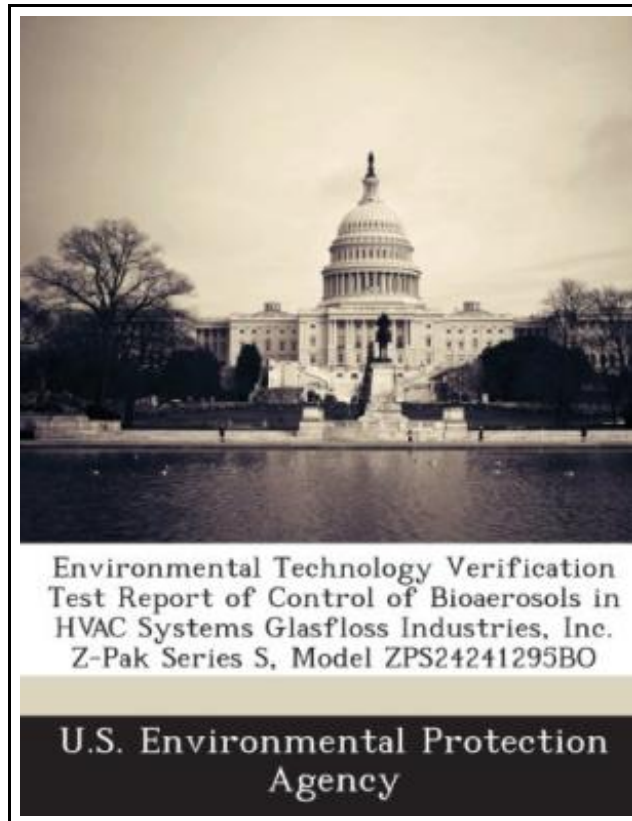 Environmental Technology Verification
Test Report of Control of Bioaerosols in
HVAC Systems Glasfloss Industries, Inc.
Z-Pak Series S, Model ZPS24241295BO
U.S. Environmental Protection
Agency